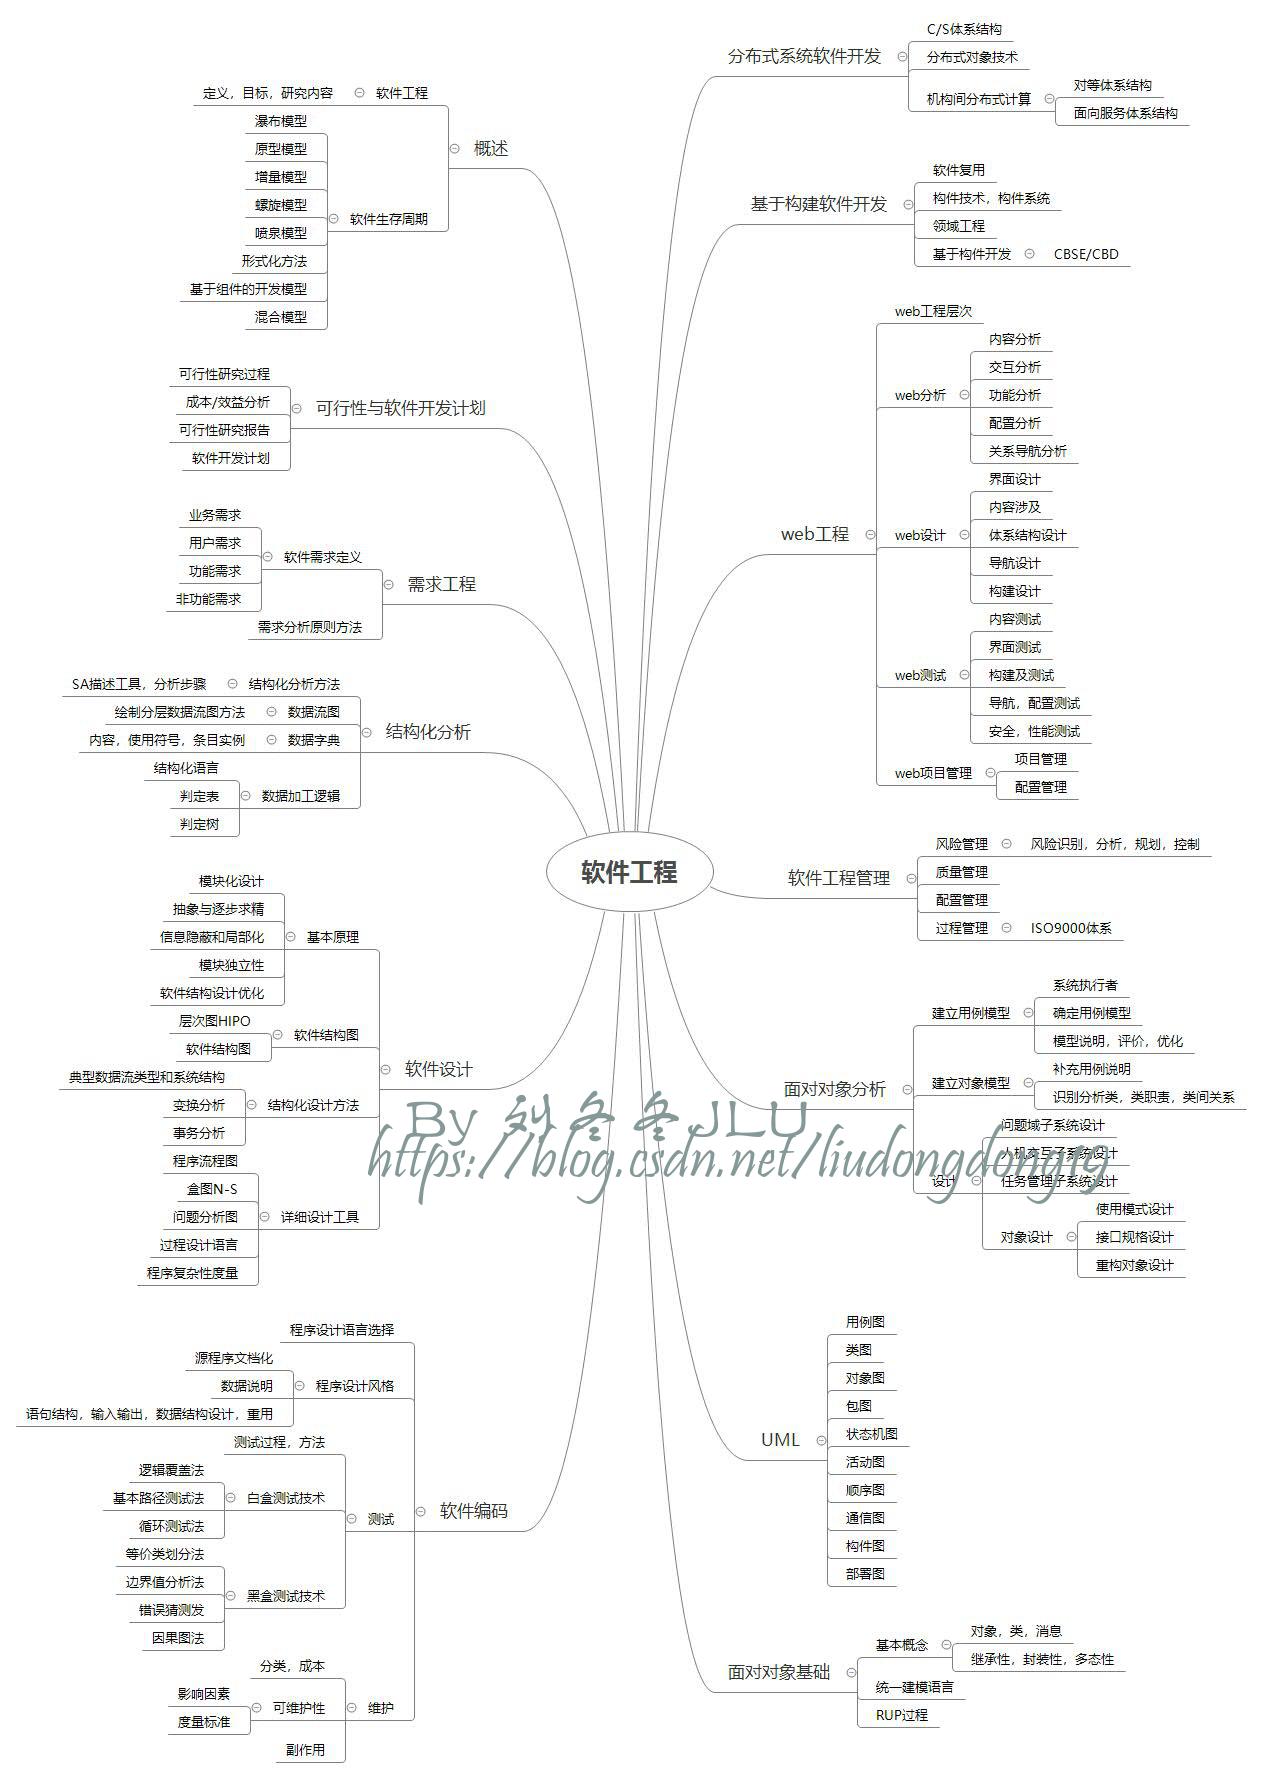 软件工程
概述
软件工程
定义，目标，研究内容
软件生存周期
瀑布模型
原型模型
增量模型
螺旋模型
喷泉模型
形式化方法
基于组件的开发模型
混合模型
可行性与软件开发计划
可行性研究过程
成本/效益分析
可行性研究报告
软件开发计划
需求工程
软件需求定义
业务需求
用户需求
功能需求
非功能需求
需求分析原则方法
结构化分析
结构化分析方法
SA描述工具，分析步骤
数据流图
绘制分层数据流图方法
数据字典
内容，使用符号，条目实例
数据加工逻辑
结构化语言
判定表
判定树
软件设计
基本原理
模块化设计
抽象与逐步求精
信息隐蔽和局部化
模块独立性
软件结构设计优化
软件结构图
层次图HIPO
软件结构图
结构化设计方法
典型数据流类型和系统结构
变换分析
事务分析
详细设计工具
程序流程图
盒图N-S
问题分析图
过程设计语言
程序复杂性度量
软件编码
程序设计语言选择
程序设计风格
源程序文档化
数据说明
语句结构，输入输出，数据结构设计，重用
测试
测试过程，方法
白盒测试技术
逻辑覆盖法
基本路径测试法
循环测试法
黑盒测试技术
等价类划分法
边界值分析法
错误猜测发
因果图法
维护
分类，成本
可维护性
影响因素
度量标准
副作用
分布式系统软件开发
C/S体系结构
分布式对象技术
机构间分布式计算
对等体系结构
面向服务体系结构
基于构建软件开发
软件复用
构件技术，构件系统
领域工程
基于构件开发
CBSE/CBD
web工程
web工程层次
web分析
内容分析
交互分析
功能分析
配置分析
关系导航分析
web设计
界面设计
内容涉及
体系结构设计
导航设计
构建设计
web测试
内容测试
界面测试
构建及测试
导航，配置测试
安全，性能测试
web项目管理
项目管理
配置管理
软件工程管理
风险管理
风险识别，分析，规划，控制
质量管理
配置管理
过程管理
ISO9000体系
面对对象分析
建立用例模型
系统执行者
确定用例模型
模型说明，评价，优化
建立对象模型
补充用例说明
识别分析类，类职责，类间关系
设计
问题域子系统设计
人机交互子系统设计
任务管理子系统设计
对象设计
使用模式设计
接口规格设计
重构对象设计
UML
用例图
类图
对象图
包图
状态机图
活动图
顺序图
通信图
构件图
部署图
面对对象基础
基本概念
对象，类，消息
继承性，封装性，多态性
统一建模语言
RUP过程
By 刘冬冬JLU
https://blog.csdn.net/liudongdong19